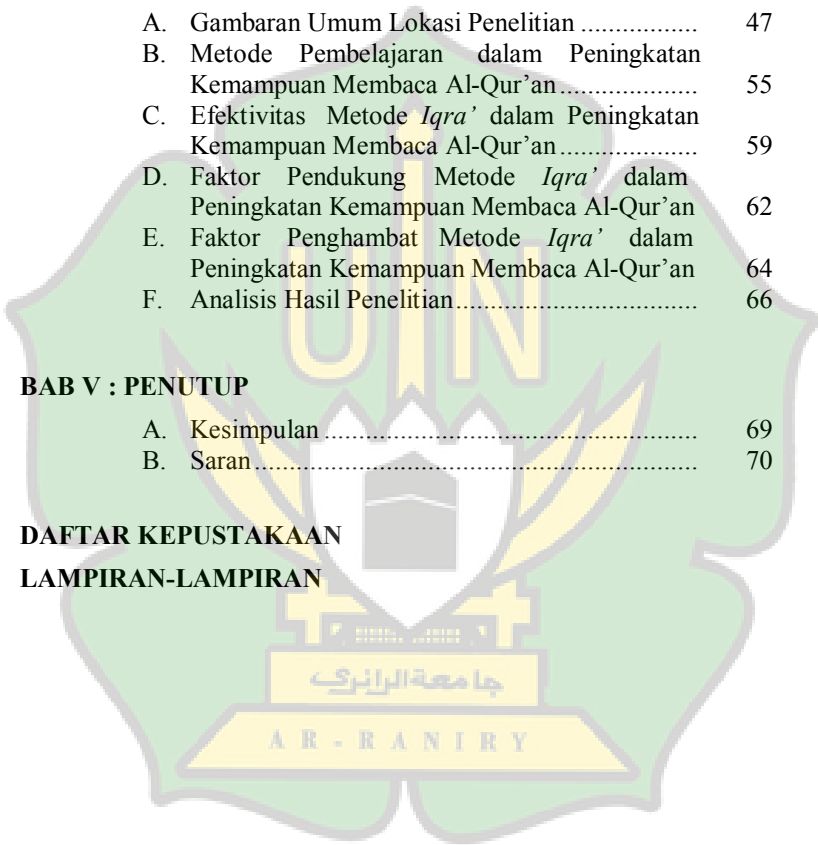 A. Gambaran Umum Lokasi Penelitian ................. 47
B. Metode Pembelajaran dalam Peningkatan
Kemampuan Membaca Al-Qur’an.................... 55
C. Efektivitas Metode Iqra’ dalam Peningkatan
Kemampuan Membaca Al-Qur’an.................... 59
D. Faktor Pendukung Metode Iqra’ dalam
Peningkatan Kemampuan Membaca Al-Qur’an 62
E. Faktor Penghambat Metode Iqra’ dalam
Peningkatan Kemampuan Membaca Al-Qur’an 64
F. Analisis Hasil Penelitian.................................. 66
UIN
BAB V : PENUTUP
A. Kesimpulan ..................................................... 69
B. Saran............................................................... 70
DAFTAR KEPUSTAKAAN
LAMPIRAN-LAMPIRAN
جامعة الرانري
AR-RANIRY